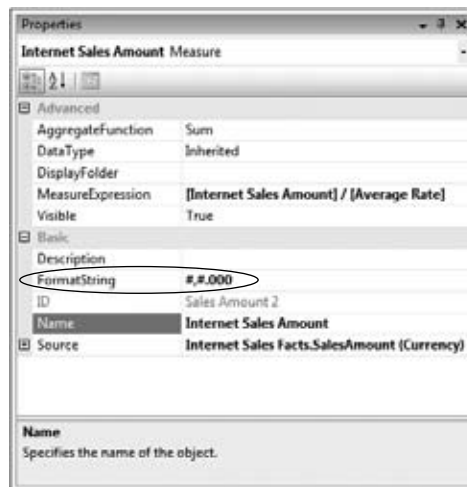 Properties
Internet Sales Amount Measure
Advanced
AggregateFunction Sum
DataType Inherited
DisplayFolder
MeasureExpression [Internet Sales Amount] / [Average Rate]
Visible True
Basic
Description
FormatString #,#.000
ID Sales Amount 2
Name Internet Sales Amount
Source Internet Sales Facts.SalesAmount (Currency)
Name
Specifies the name of the object.